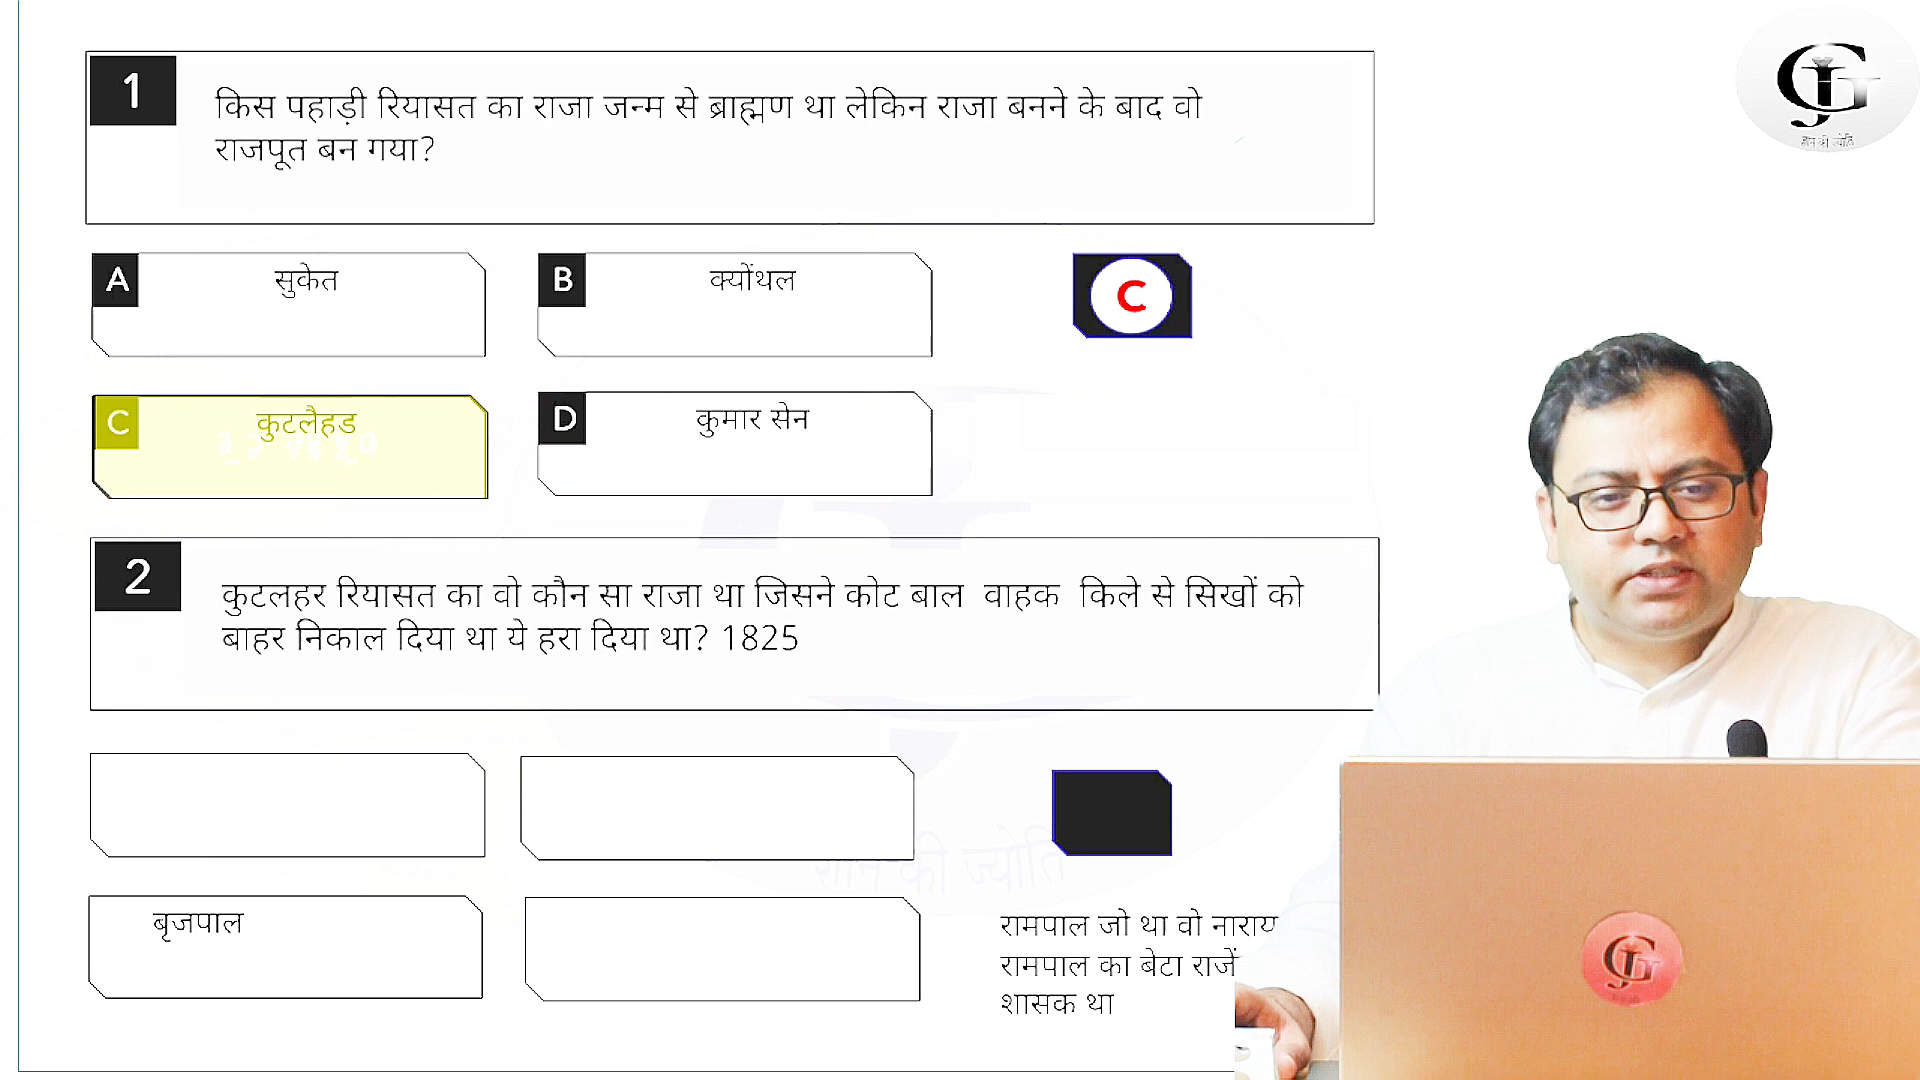 1
किस पहाड़ी रियासत का राजा जन्म से ब्राह्मण था लेकिन राजा बनने के बाद वो
राजपूत बन गया?
A सुकेत
B क्योंथल
C
C कुटलैहड
D कुमार सेन
2
कुटलहर रियासत का वो कौन सा राजा था जिसने कोट बाल वाहक किले से सिखों को
बाहर निकाल दिया था ये हरा दिया था? 1825
बृजपाल
रामपाल जो था वो
रामपाल का बेटा
शासक था
ज्ञान की ज्योति